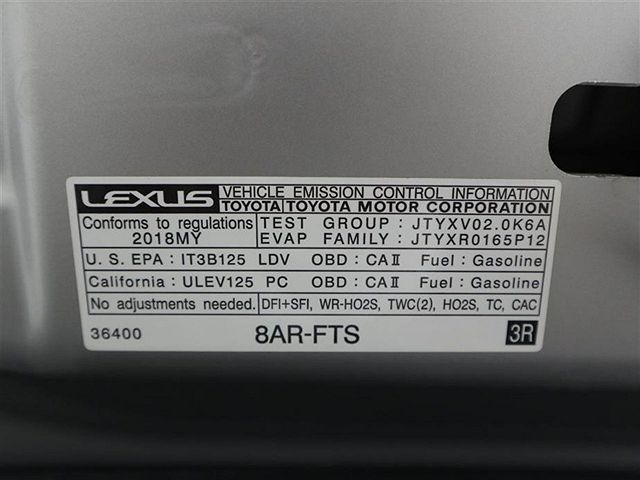 LEXUS VEHICLE EMISSION CONTROL INFORMATION
TOYOTA TOYOTA MOTOR CORPORATION
Conforms to regulations TEST GROUP: JTYXV02.0K6A
2018MY EVAP FAMILY: JTYXR0165P12
U.S. EPA: IT3B125 LDV OBD: CAⅡ Fuel: Gasoline
California: ULEV125 PC OBD: CAⅡ Fuel: Gasoline
No adjustments needed. DFI+SFI, WR-HO2S, TWC(2), HO2S, TC, CAC
36400 8AR-FTS 3R